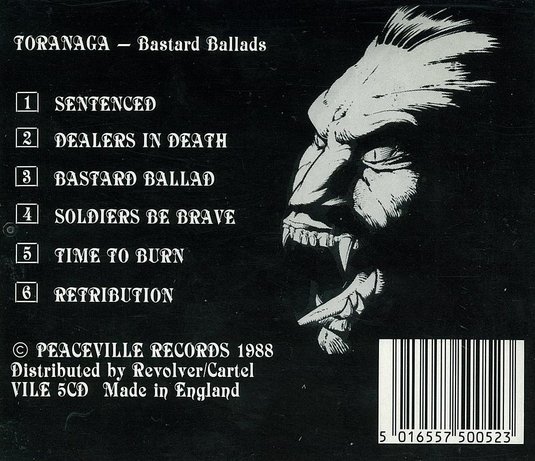 TORANAGA – Bastard Ballads
1 SENTENCED
2 DEALERS IN DEATH
3 BASTARD BALLAD
4 SOLDIERS BE BRAVE
5 TIME TO BURN
6 RETRIBUTION
© PEACEVILLE RECORDS 1988
Distributed by Revolver/Cartel
VILE 5CD Made in England
5 016557 500523